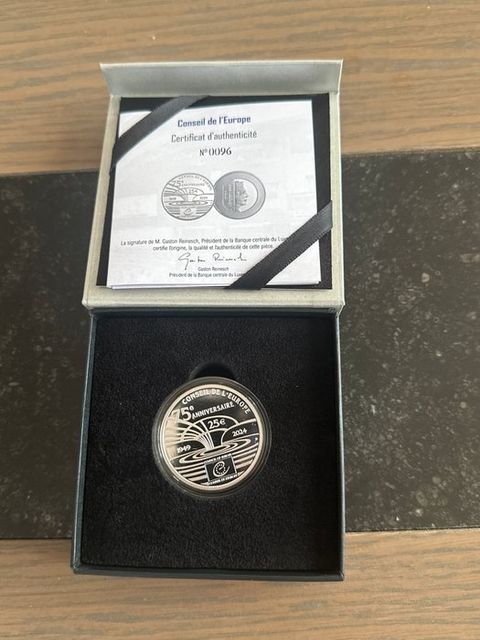 Conseil de l'Europe
Certificat d'authenticité
N°0096
La signature de M. Gaston Reinesch, Président de la Banque centrale du
certifie l'origine, la qualité et l'authenticité de cette pièce.
Gaston Reinesch
Président de la Banque centrale du
CONSEIL DE L'EUROPE
75e ANNIVERSAIRE
25€
1949 2024